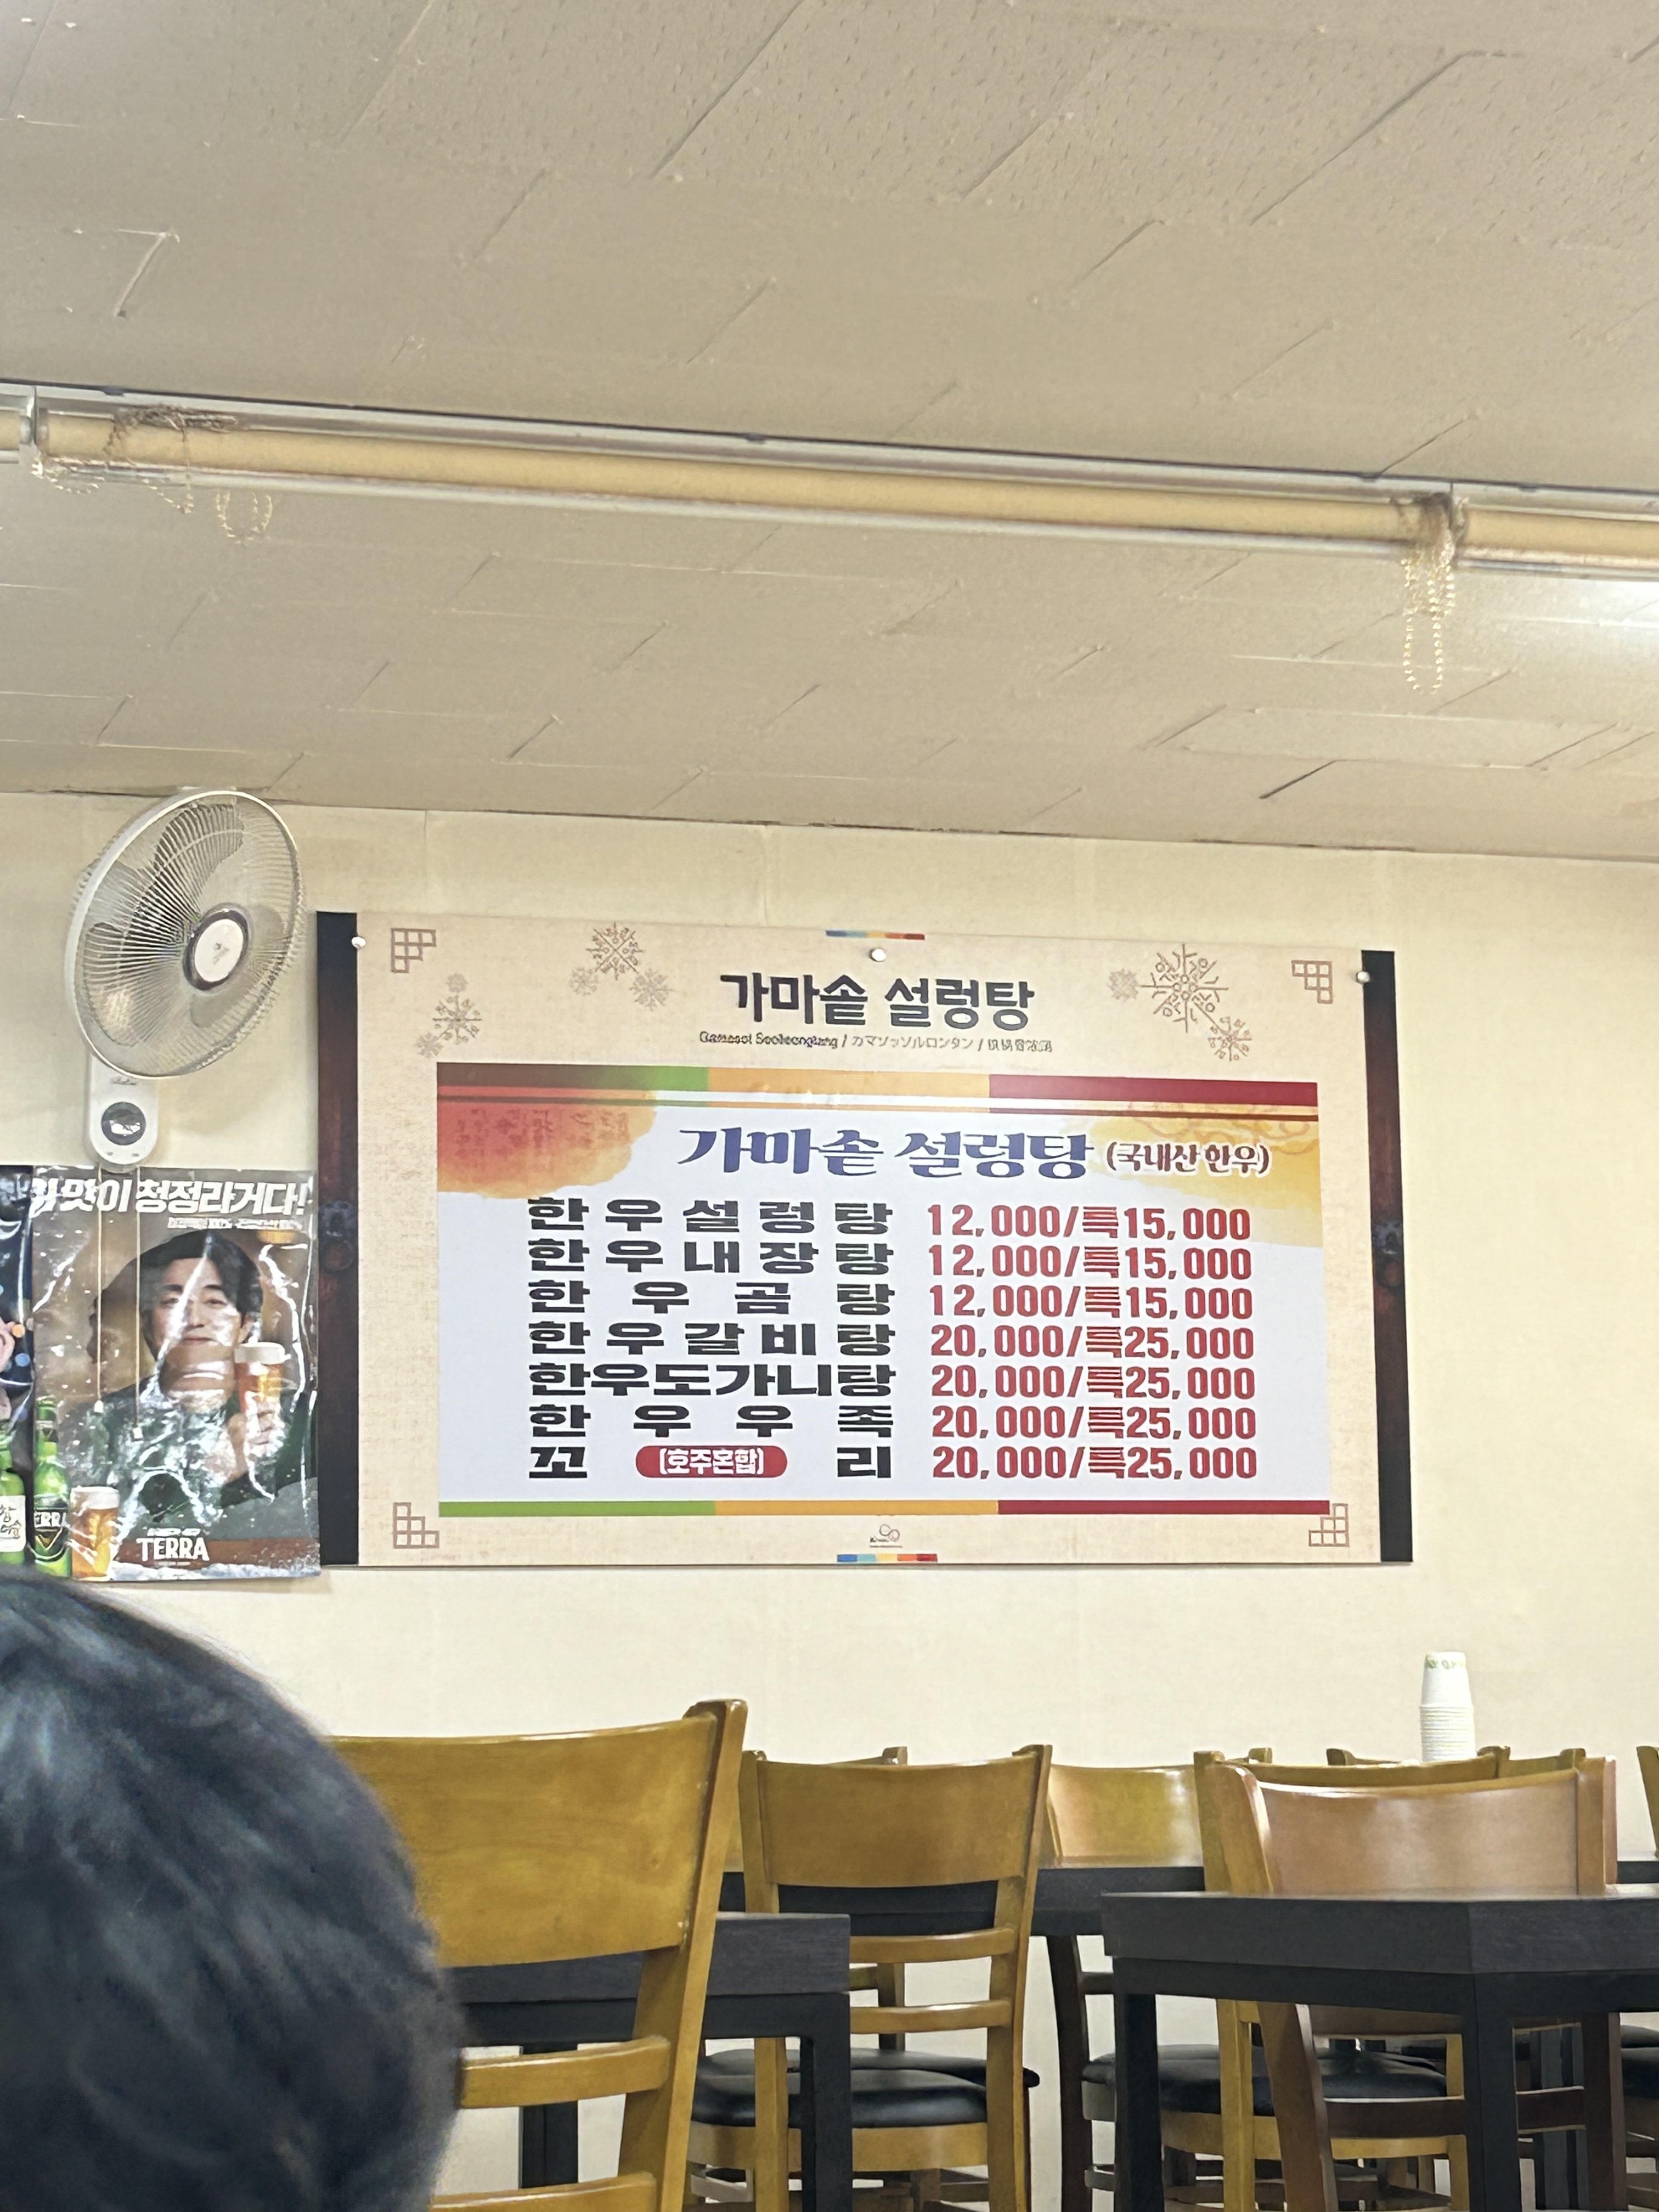 가마솥 설렁탕
Gamasot Seolleongtang / カマソッソルロンタン /
가마솥 설렁탕 (국내산 한우)
한우설렁탕 12,000/특15,000
한우내장탕 12,000/특15,000
한우곰탕 12,000/특15,000
한우갈비탕 20,000/특25,000
한우도가니탕 20,000/특25,000
한우우족 20,000/특25,000
꼬 [호주혼합] 리 20,000/특25,000
맛이 청정라거다!
TERRA